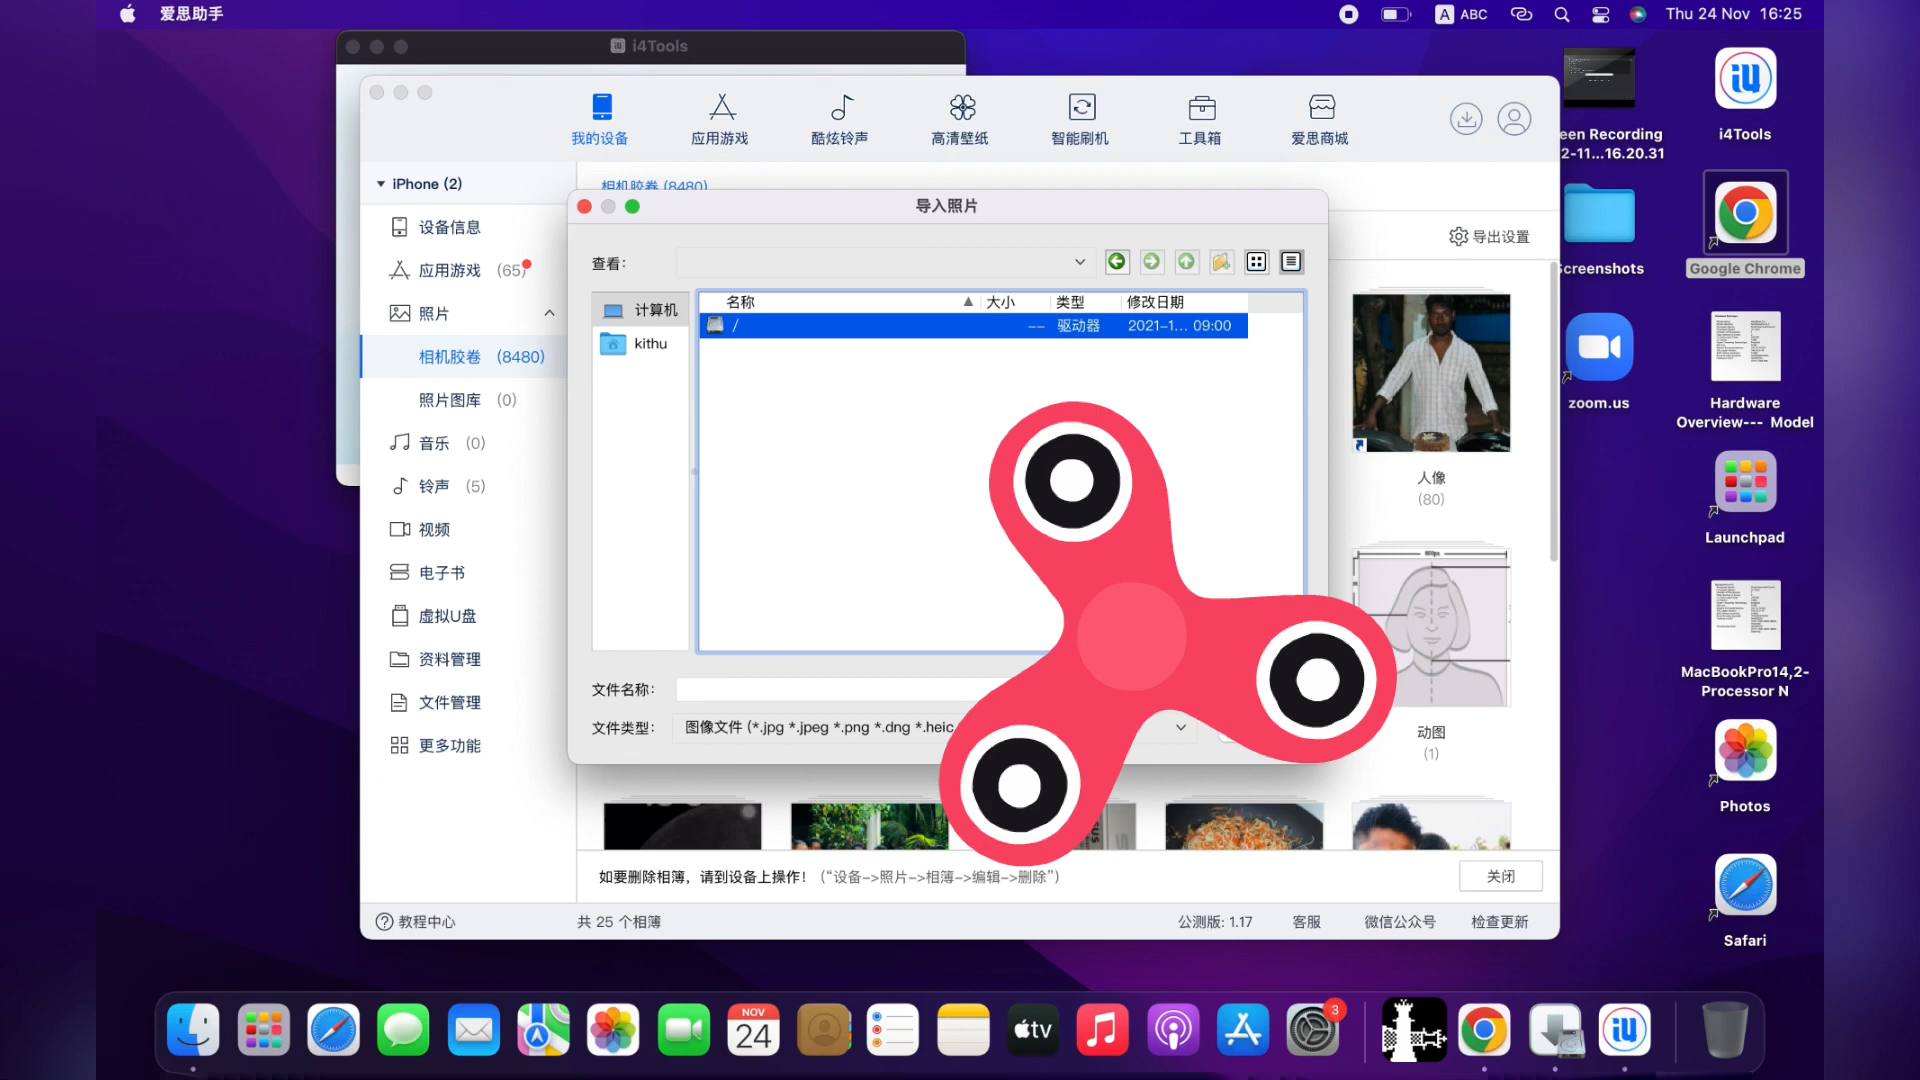 爱思助手
ABC
Thu 24 Nov 16:25
i4Tools
我的设备
应用游戏
酷炫铃声
高清壁纸
智能刷机
工具箱
爱思商城
iPhone (2)
设备信息
应用游戏 (65)
照片
相机胶卷 (8480)
照片图库 (0)
音乐 (0)
铃声 (5)
视频
电子书
虚拟U盘
资料管理
文件管理
更多功能
相机胶卷 (8480)
导出设置
导入照片
查看:
计算机
kithu
名称 大小 类型 修改日期
/ -- 驱动器 2021-1... 09:00
文件名称:
文件类型: 图像文件 (*.jpg *.jpeg *.png *.dng *.heic
人像
(80)
动图
(1)
如要删除相簿，请到设备上操作！（“设备->照片->相簿->编辑->删除”）
关闭
教程中心
共 25 个相簿
公测版: 1.17
客服
微信公众号
检查更新
een Recording
2-11...16.20.31
i4Tools
Screenshots
Google Chrome
zoom.us
Hardware
Overview--- Model
Launchpad
MacBookPro14,2-
Processor N
Photos
Safari
NOV
24
tv
3